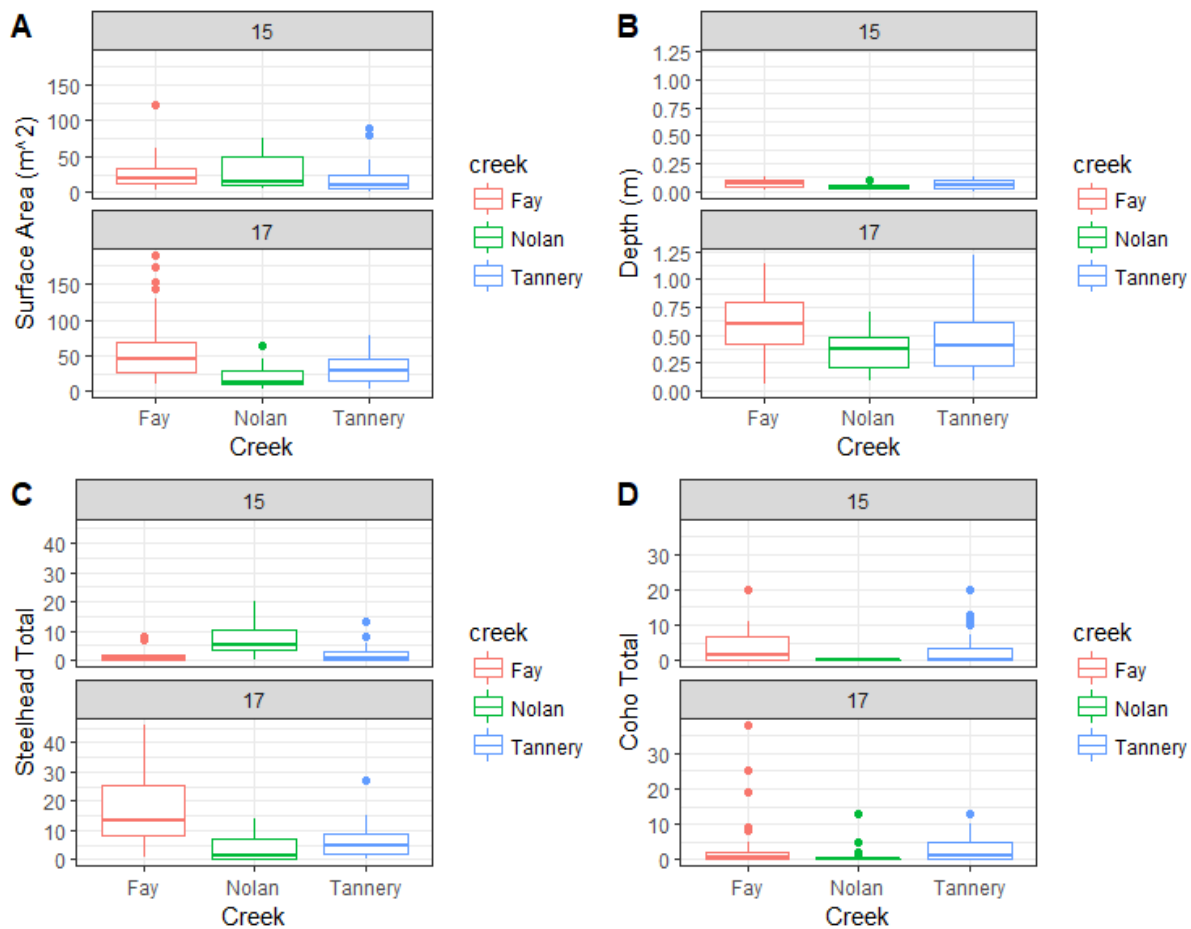 A
15
Surface Area (m^2)
150
100
50
0
17
150
100
50
0
Fay
Nolan
Tannery
Creek
creek
Fay
Nolan
Tannery
B
15
Depth (m)
1.25
1.00
0.75
0.50
0.25
0.00
17
1.25
1.00
0.75
0.50
0.25
0.00
Fay
Nolan
Tannery
Creek
creek
Fay
Nolan
Tannery
C
15
Steelhead Total
40
30
20
10
0
17
40
30
20
10
0
Fay
Nolan
Tannery
Creek
creek
Fay
Nolan
Tannery
D
15
Coho Total
30
20
10
0
17
30
20
10
0
Fay
Nolan
Tannery
Creek
creek
Fay
Nolan
Tannery